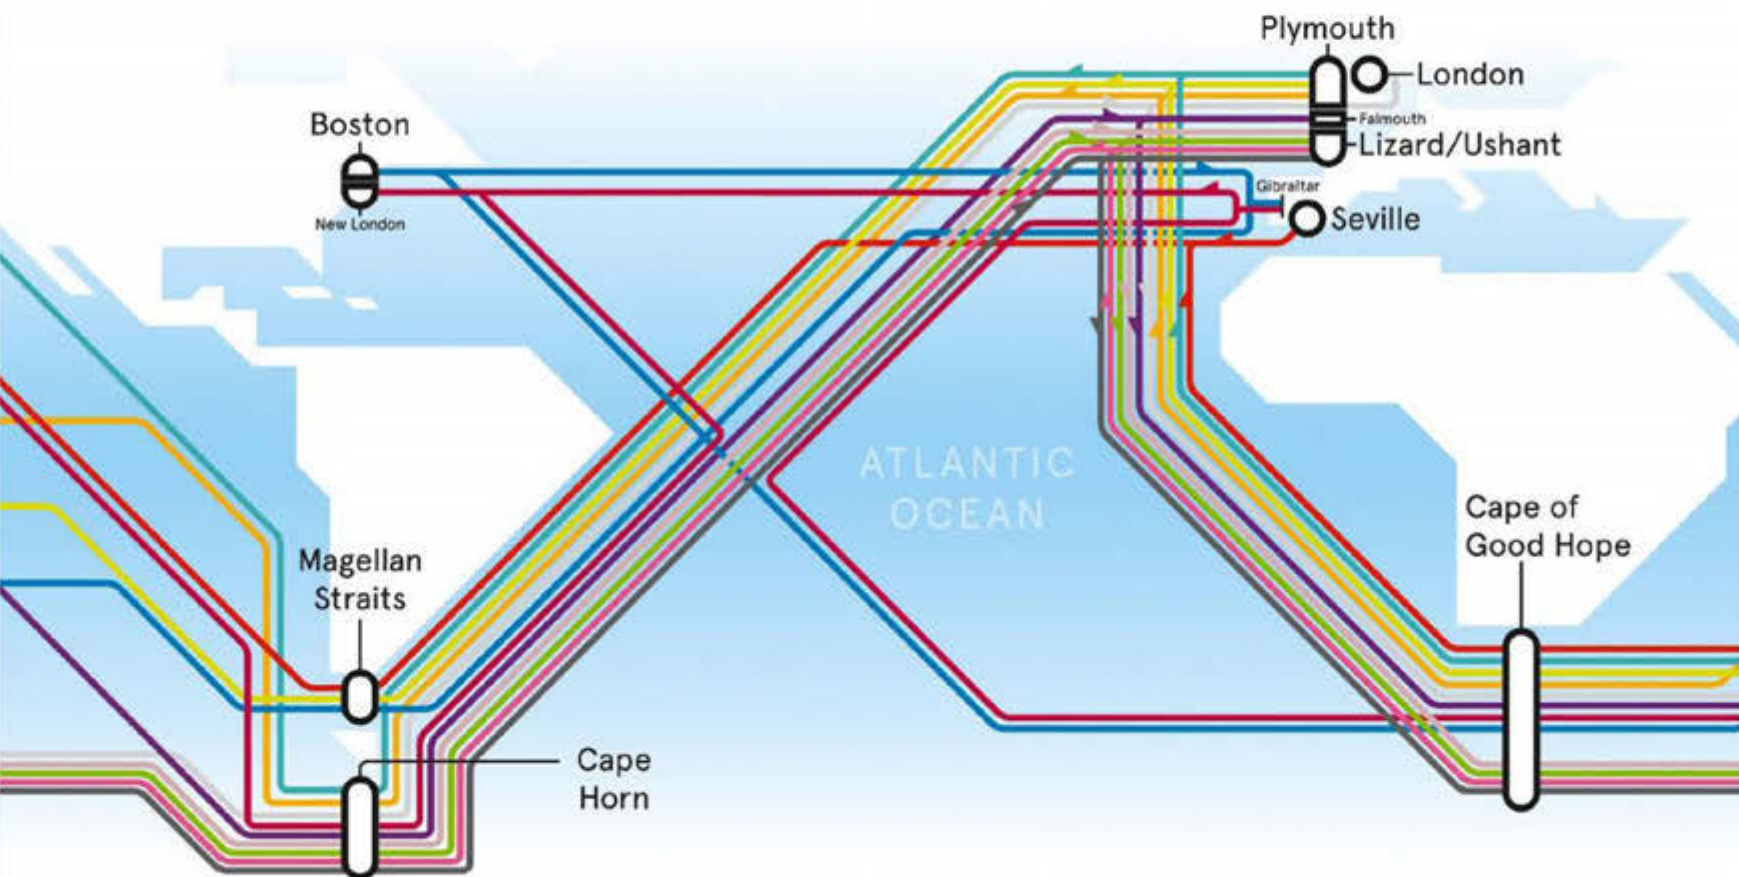 Plymouth
London
Boston
Falmouth
Lizard/Ushant
Gibraltar
New London
Seville
ATLANTIC
OCEAN
Cape of
Good Hope
Magellan
Straits
Cape
Horn